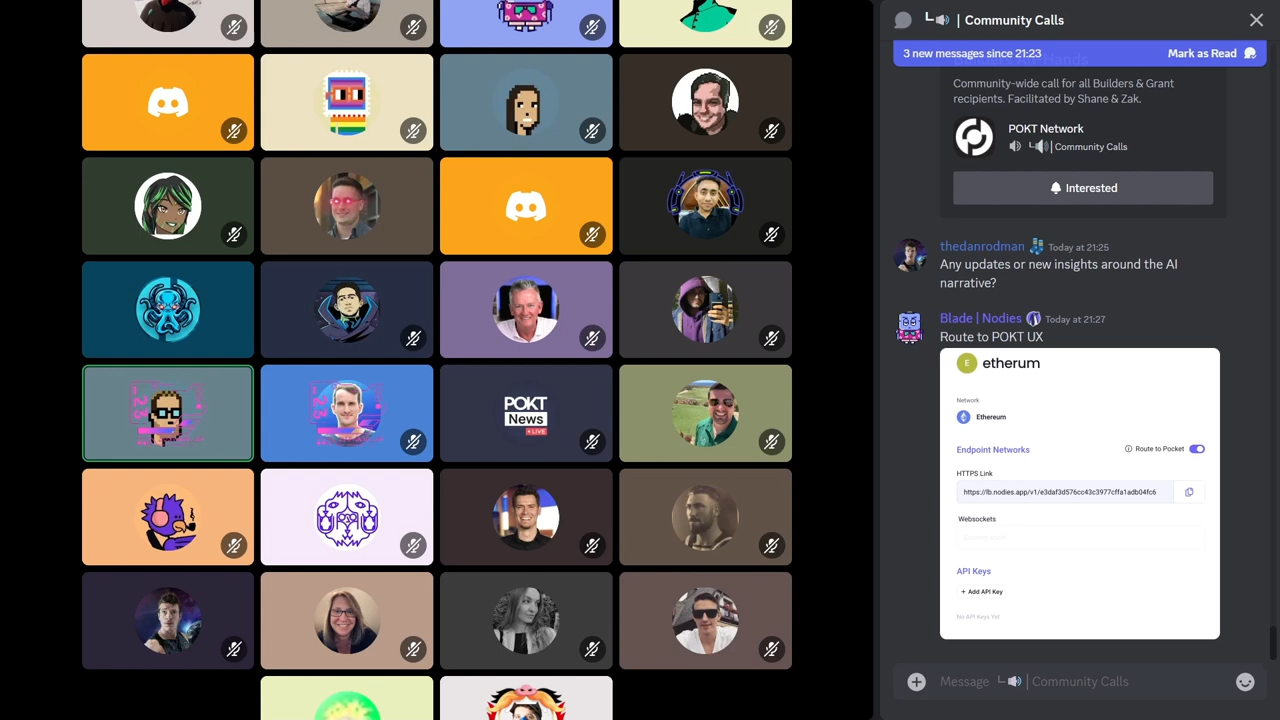 POKT
News
LIVE
| Community Calls
3 new messages since 21:23
Mark as Read
Community-wide call for all Builders & Grant
recipients. Facilitated by Shane & Zak.
POKT Network
| Community Calls
Interested
thedanrodman Today at 21:25
Any updates or new insights around the AI
narrative?
Blade | Nodies Today at 21:27
Route to POKT UX
E etherum
Network
Ethereum
Endpoint Networks
Route to Pocket
HTTPS Link
https://lb.nodies.app/v1/e3daf3d576cc43c3977cffa1adb04fc6
Websockets
API Keys
+ Add API Key
No API Keys Yet
Message | Community Calls